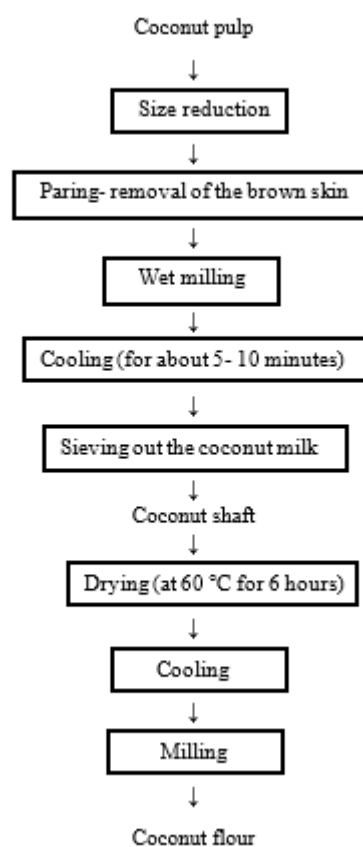 Coconut pulp
↓
Size reduction
↓
Paring- removal of the brown skin
↓
Wet milling
↓
Cooling (for about 5- 10 minutes)
↓
Sieving out the coconut milk
↓
Coconut shaft
↓
Drying (at 60 °C for 6 hours)
↓
Cooling
↓
Milling
↓
Coconut flour